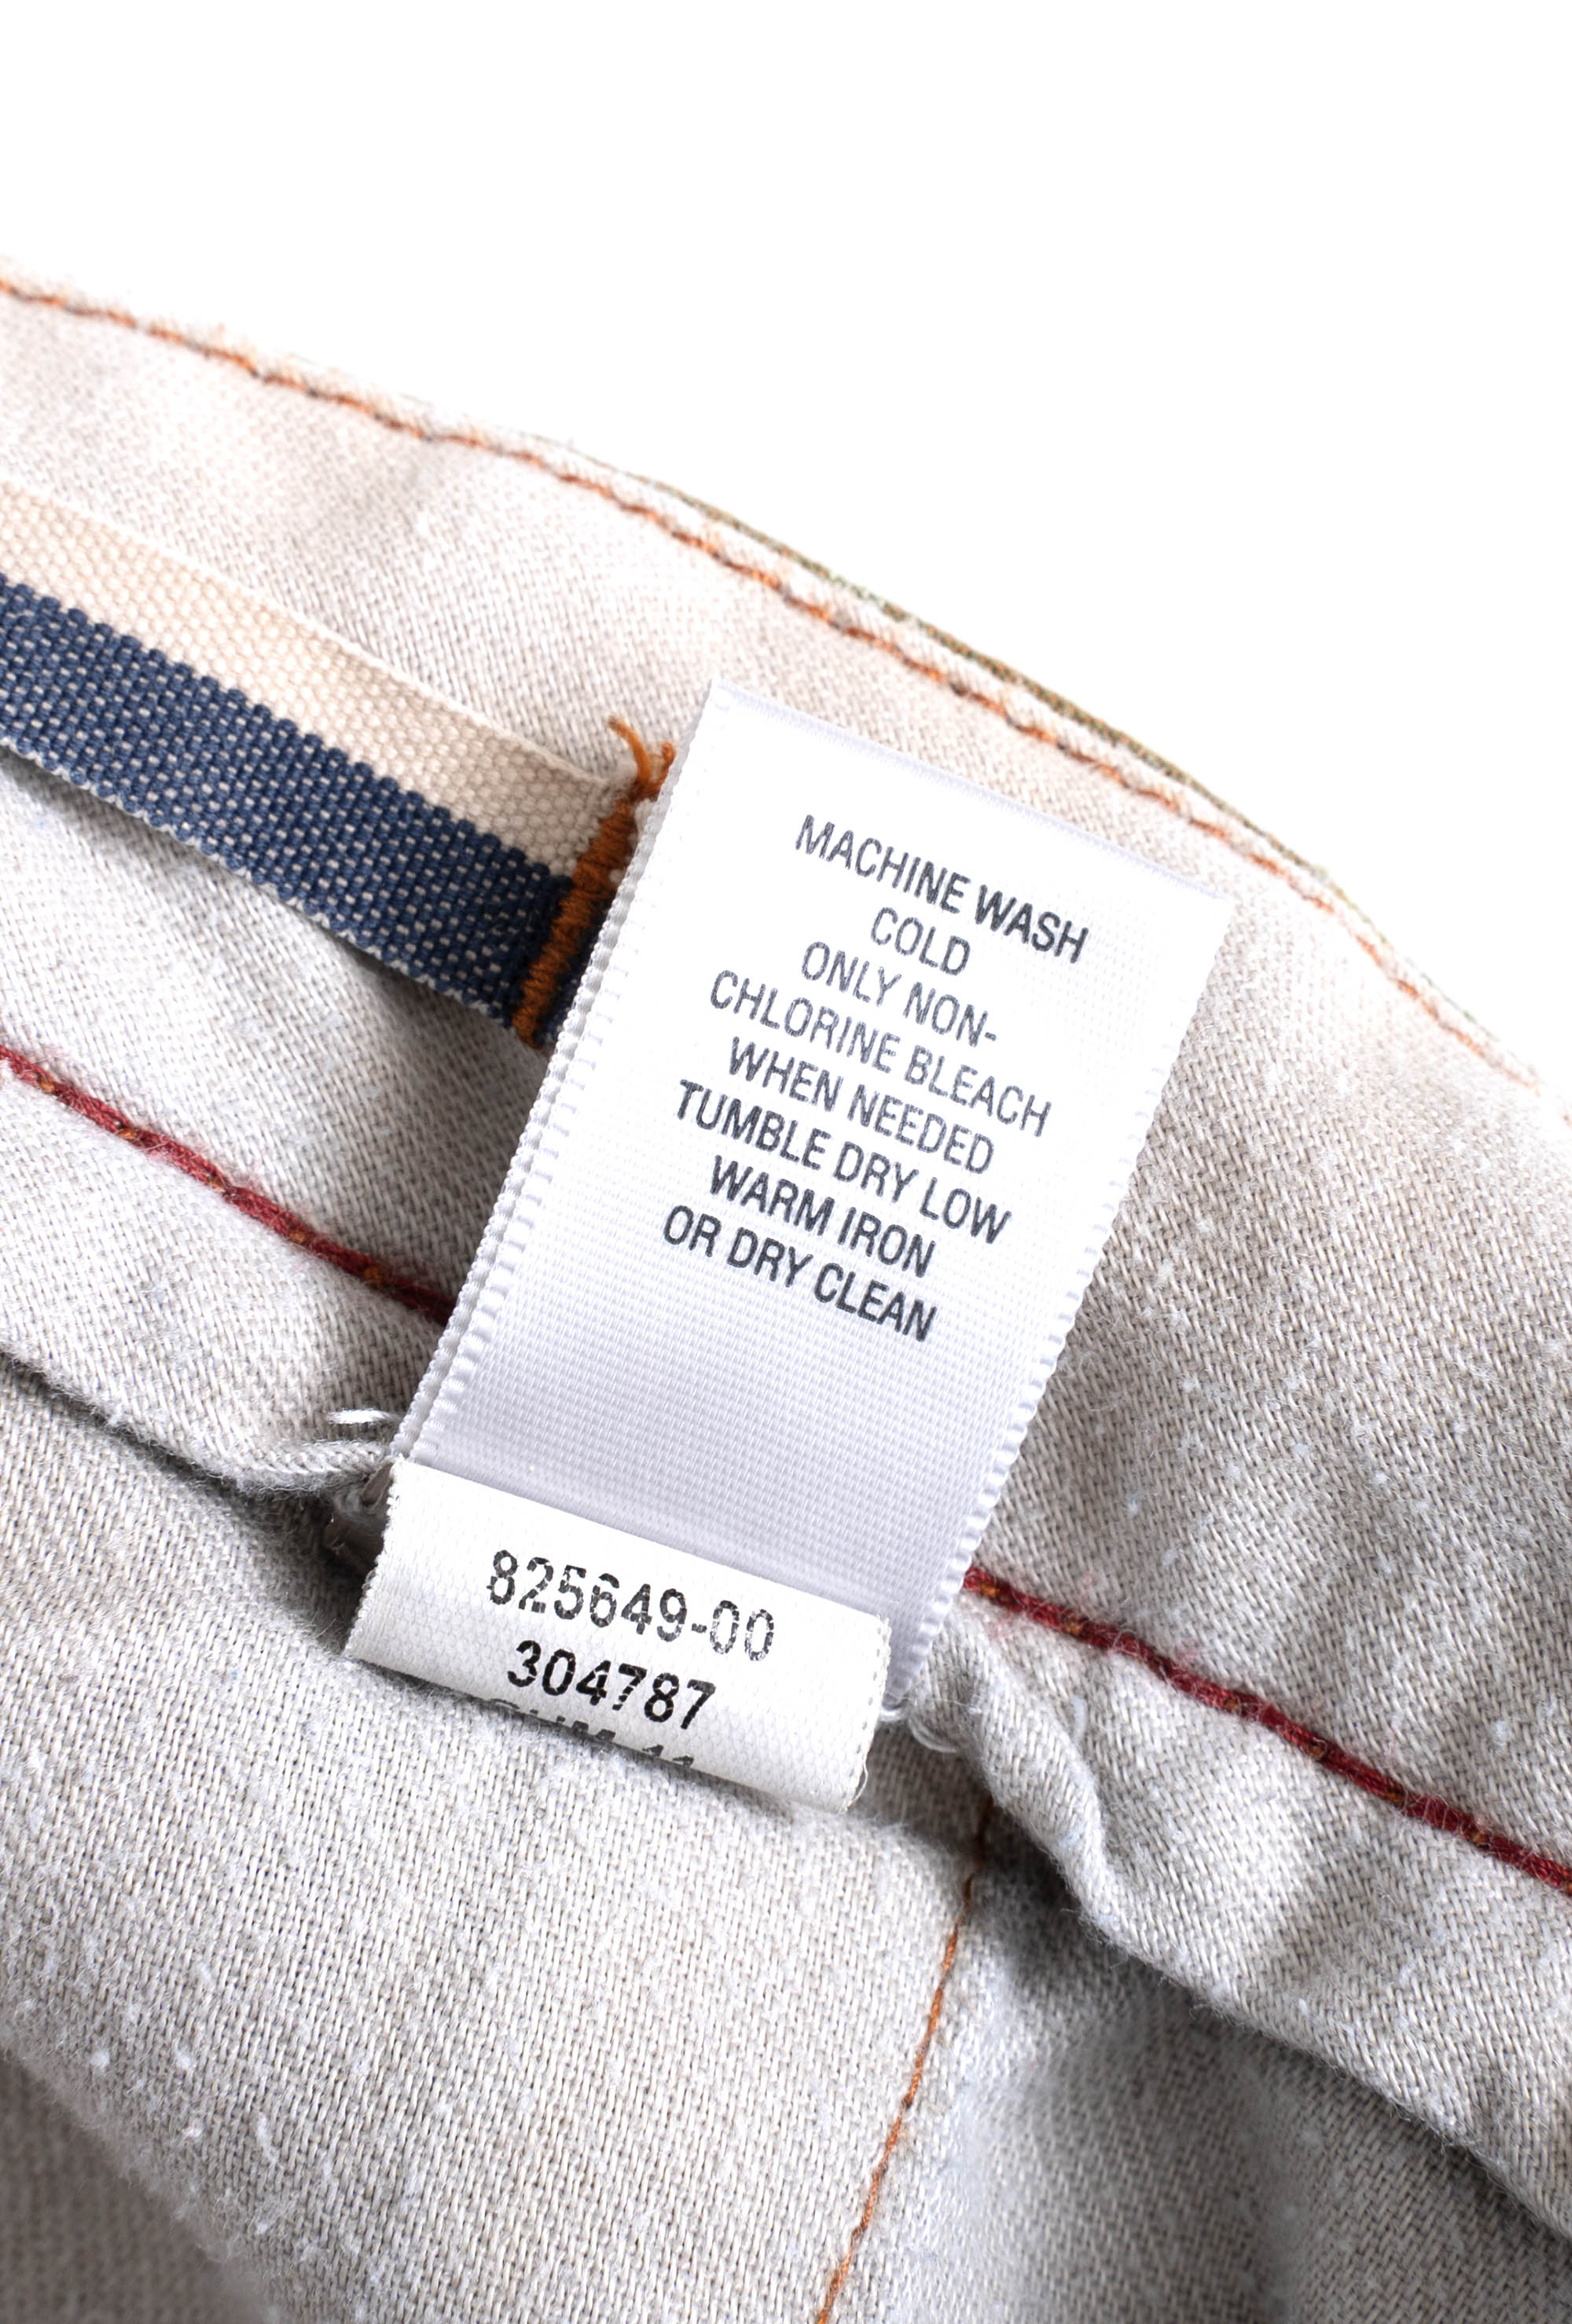 MACHINE WASH
COLD
ONLY NON-
CHLORINE BLEACH
WHEN NEEDED
TUMBLE DRY LOW
WARM IRON
OR DRY CLEAN
825649-00
304787